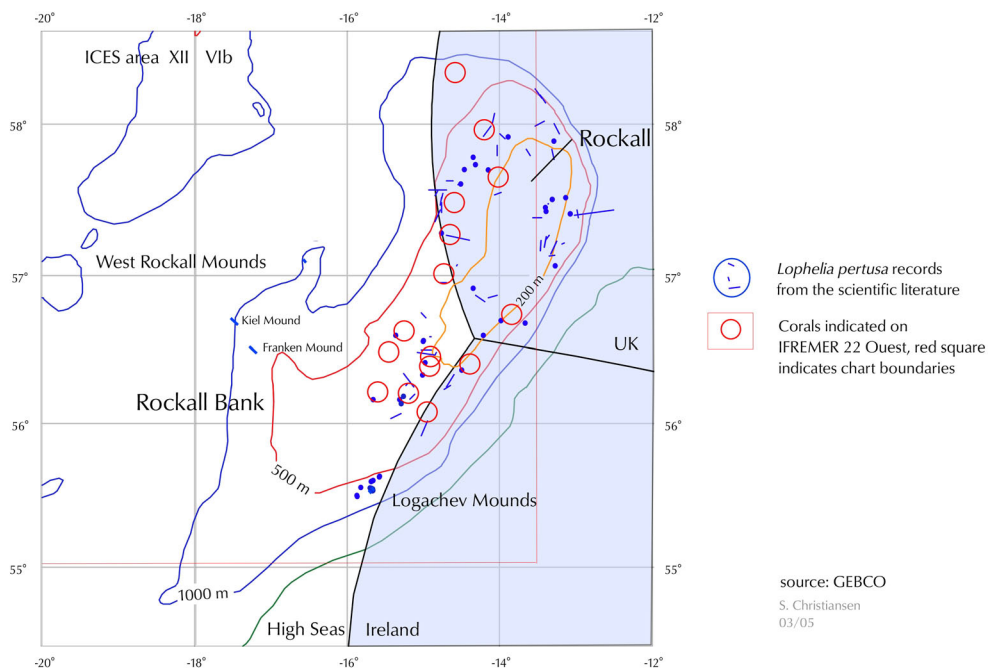 -20° -18° -16° -14° -12°
ICES area XII VIb
58° 58°
Rockall
57° 57°
West Rockall Mounds
200 m
Kiel Mound
Franken Mound
UK
Rockall Bank
56° 56°
500 m
Logachev Mounds
55° 55°
1000 m
High Seas Ireland
-20° -18° -16° -14° -12°
Lophelia pertusa records
from the scientific literature
Corals indicated on
IFREMER 22 Ouest, red square
indicates chart boundaries
source: GEBCO
S. Christiansen
03/05